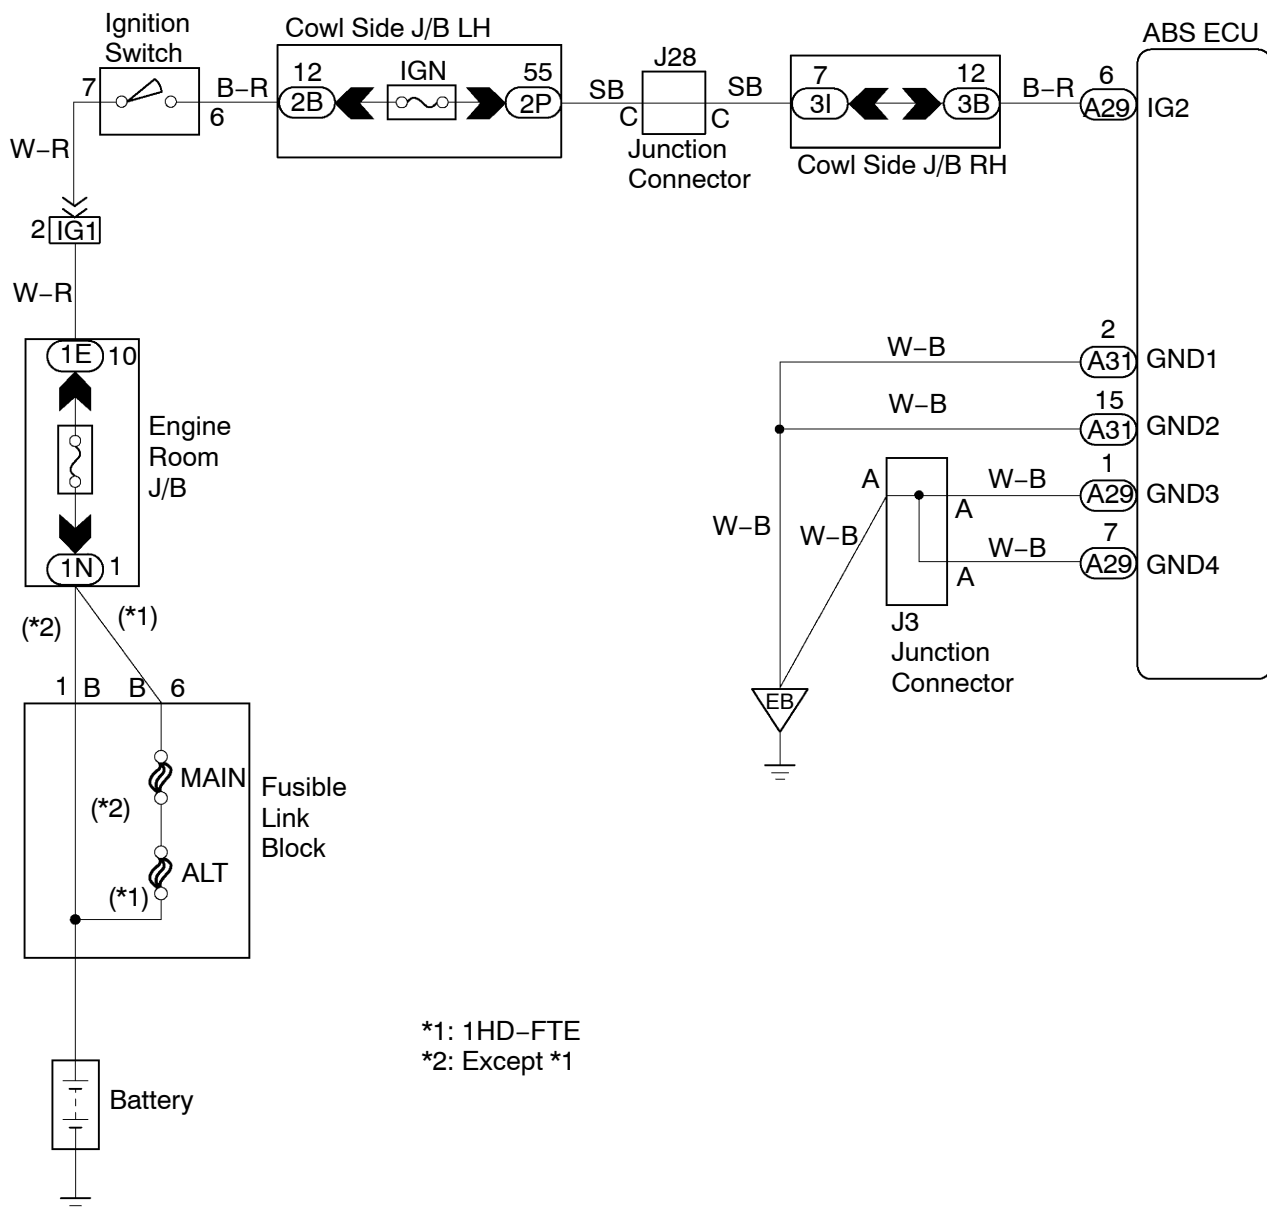 Ignition
Switch
Cowl Side J/B LH
ABS ECU
7
6
B–R
12
2B
IGN
55
2P
SB
C
J28
C
SB
Junction
Connector
7
3I
12
3B
Cowl Side J/B RH
B–R
6
A29
IG2
W–R
2
IG1
W–R
1E
10
Engine
Room
J/B
1N
1
(*2)
(*1)
1
B
B
6
MAIN
(*2)
ALT
(*1)
Fusible
Link
Block
Battery
W–B
2
A31
GND1
W–B
15
A31
GND2
A
W–B
1
A29
GND3
A
W–B
W–B
W–B
7
A29
GND4
A
J3
Junction
Connector
EB
*1: 1HD–FTE
*2: Except *1